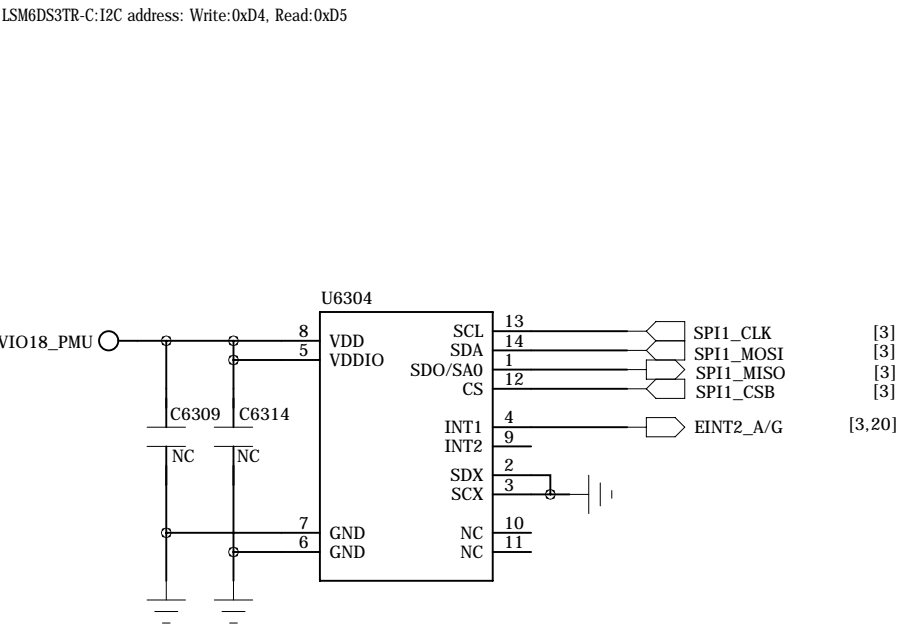 LSM6DS3TR-C:I2C address: Write:0xD4, Read:0xD5
U6304
VIO18_PMU
8 VDD
5 VDDIO
SCL 13 SPI1_CLK [3]
SDA 14 SPI1_MOSI [3]
SDO/SA0 1 SPI1_MISO [3]
CS 12 SPI1_CSB [3]
C6309 C6314
NC NC
INT1 4 EINT2_A/G [3,20]
INT2 9
SDX 2
SCX 3
7 GND
6 GND
NC 10
NC 11